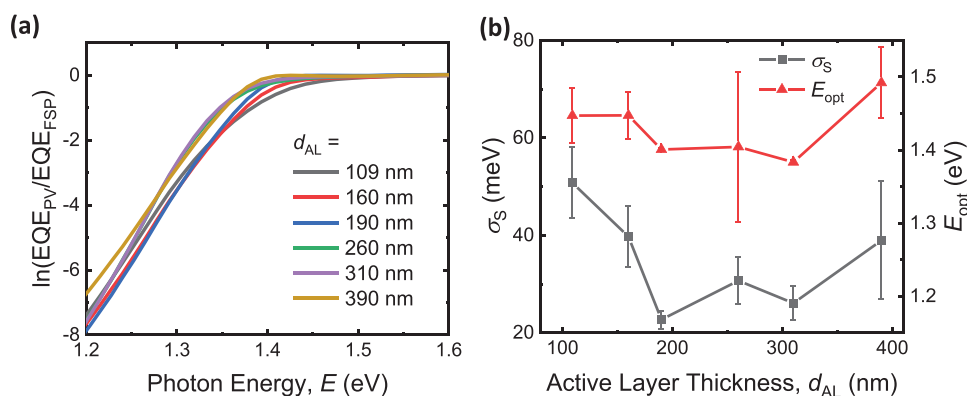 (a)
ln(EQE_PV/EQE_FSP)
0
-2
-4
-6
-8
1.2 1.3 1.4 1.5 1.6
Photon Energy, E (eV)
d_AL =
109 nm
160 nm
190 nm
260 nm
310 nm
390 nm
(b)
σ_S (meV)
80
60
40
20
σ_S
E_opt
100 200 300 400
Active Layer Thickness, d_AL (nm)
1.5
1.4
1.3
1.2
E_opt (eV)